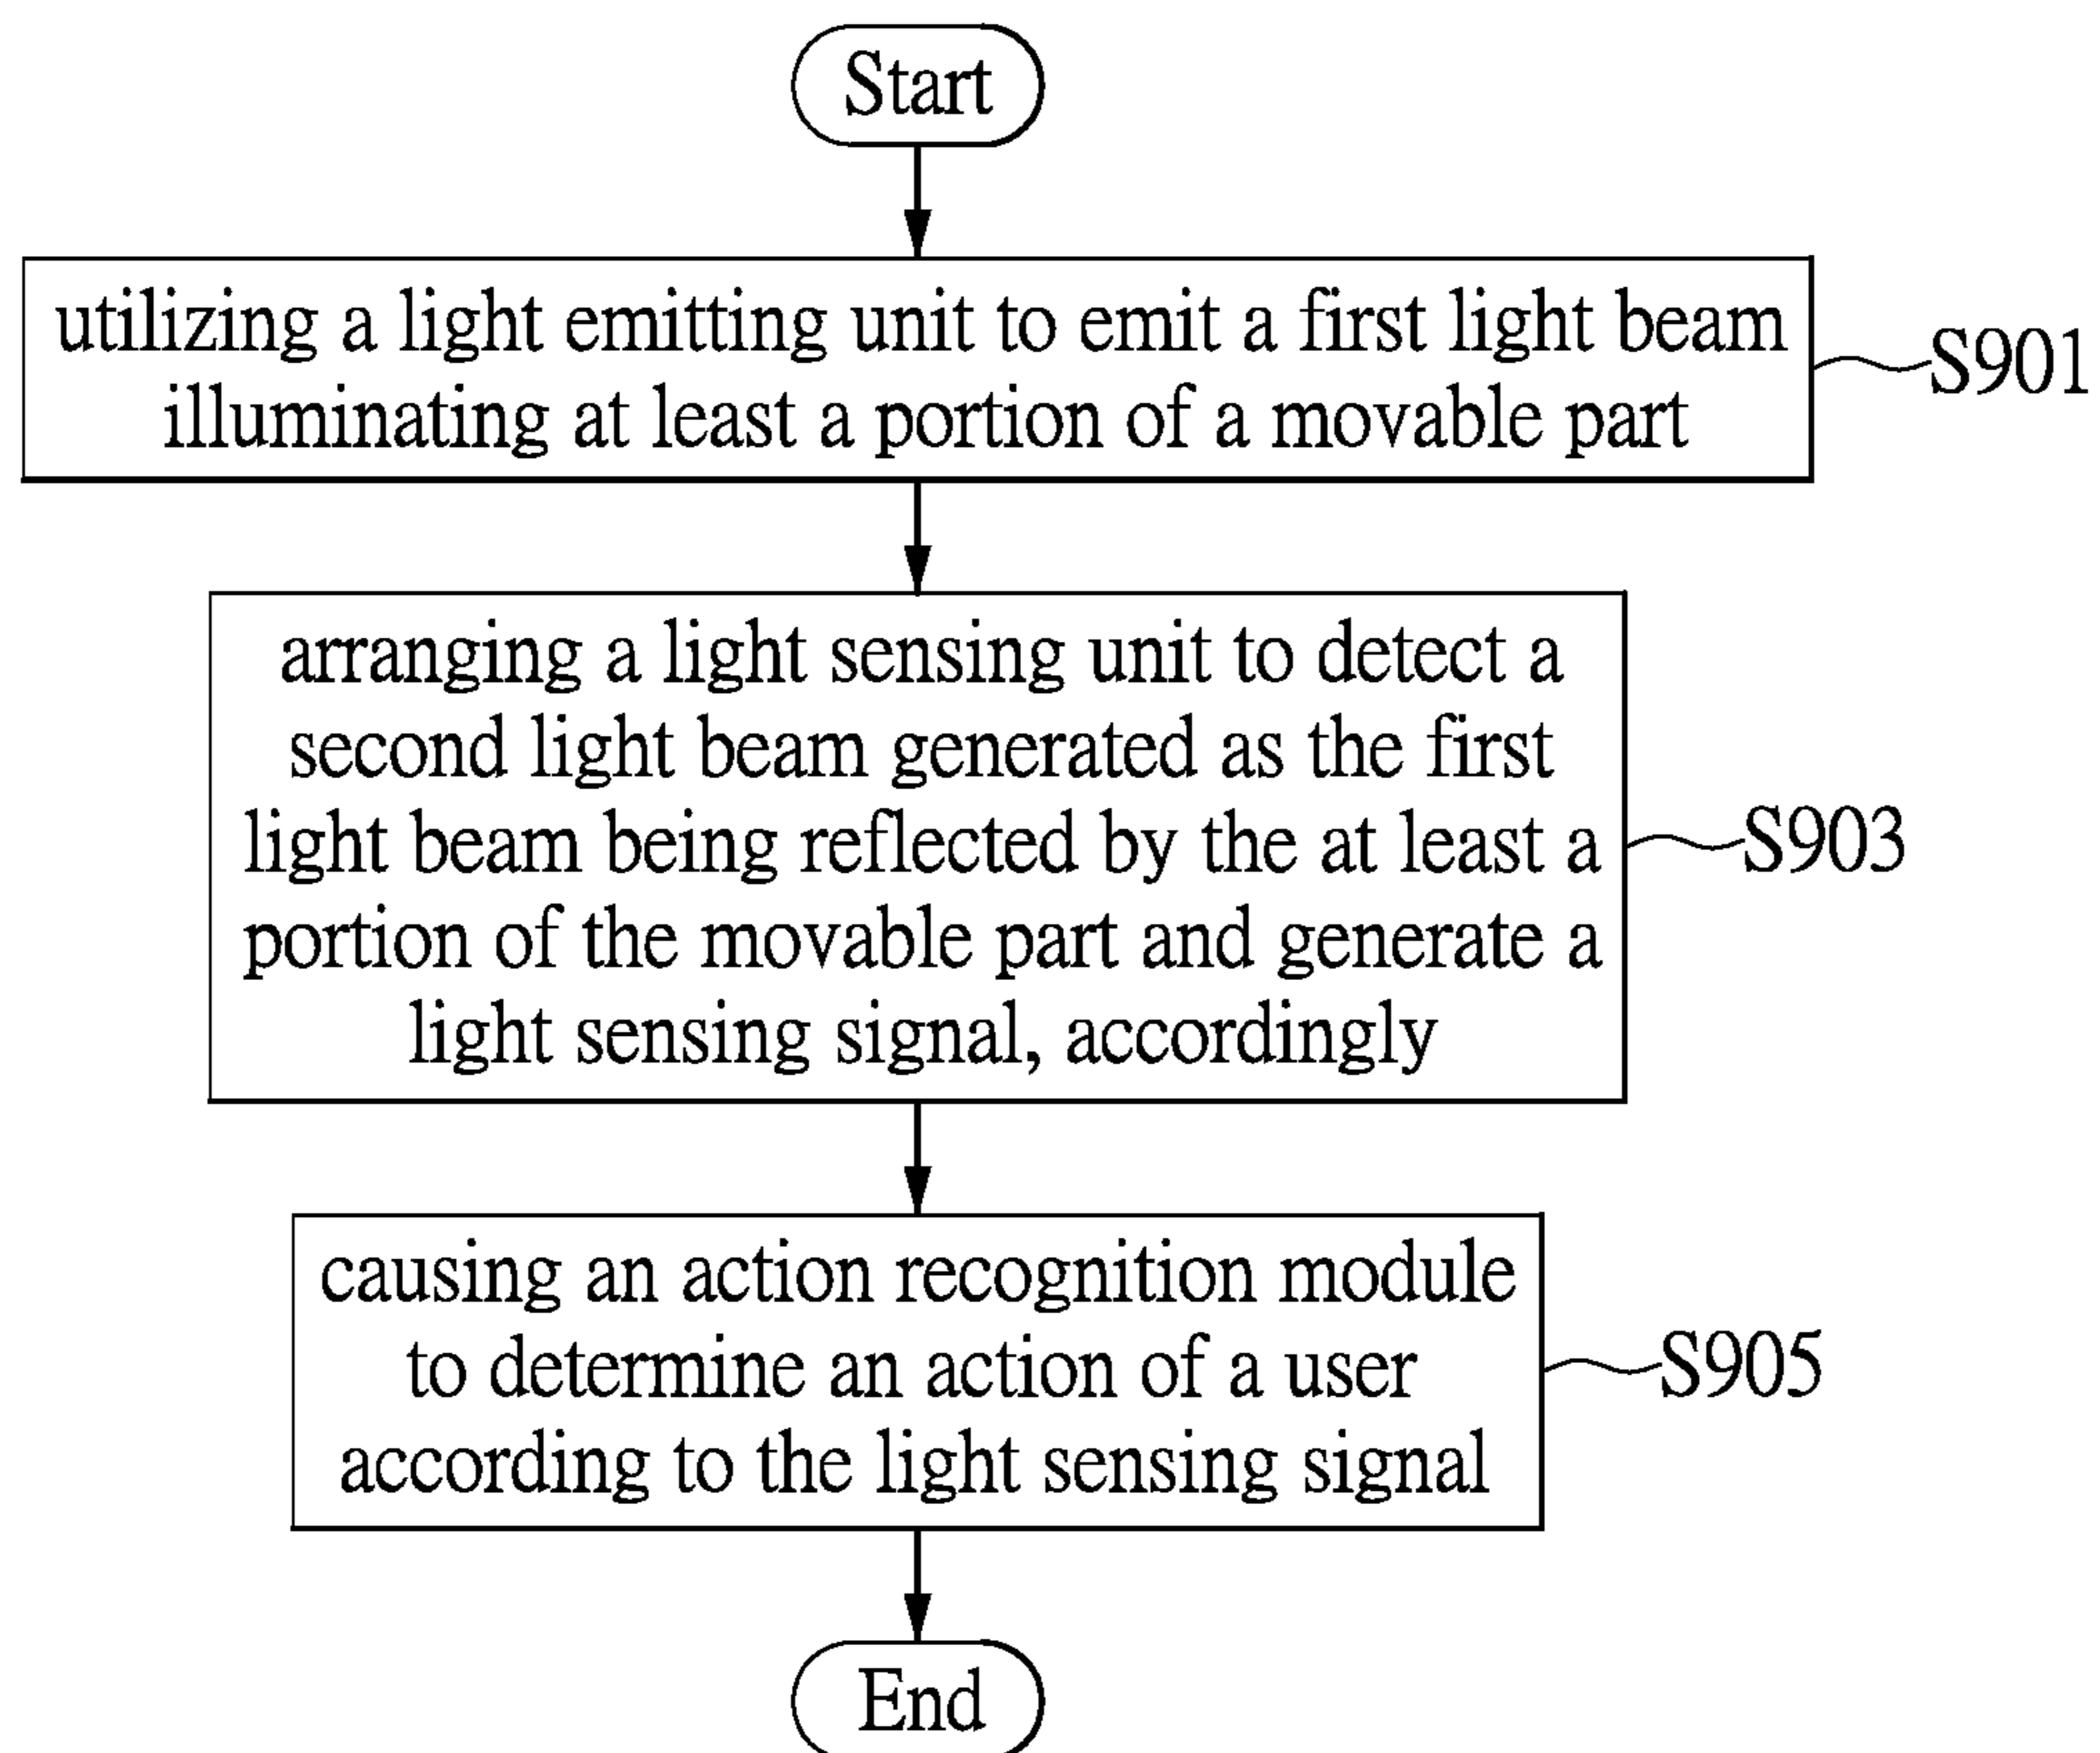 Start
utilizing a light emitting unit to emit a first light beam
illuminating at least a portion of a movable part
S901
arranging a light sensing unit to detect a
second light beam generated as the first
light beam being reflected by the at least a
portion of the movable part and generate a
light sensing signal, accordingly
S903
causing an action recognition module
to determine an action of a user
according to the light sensing signal
S905
End